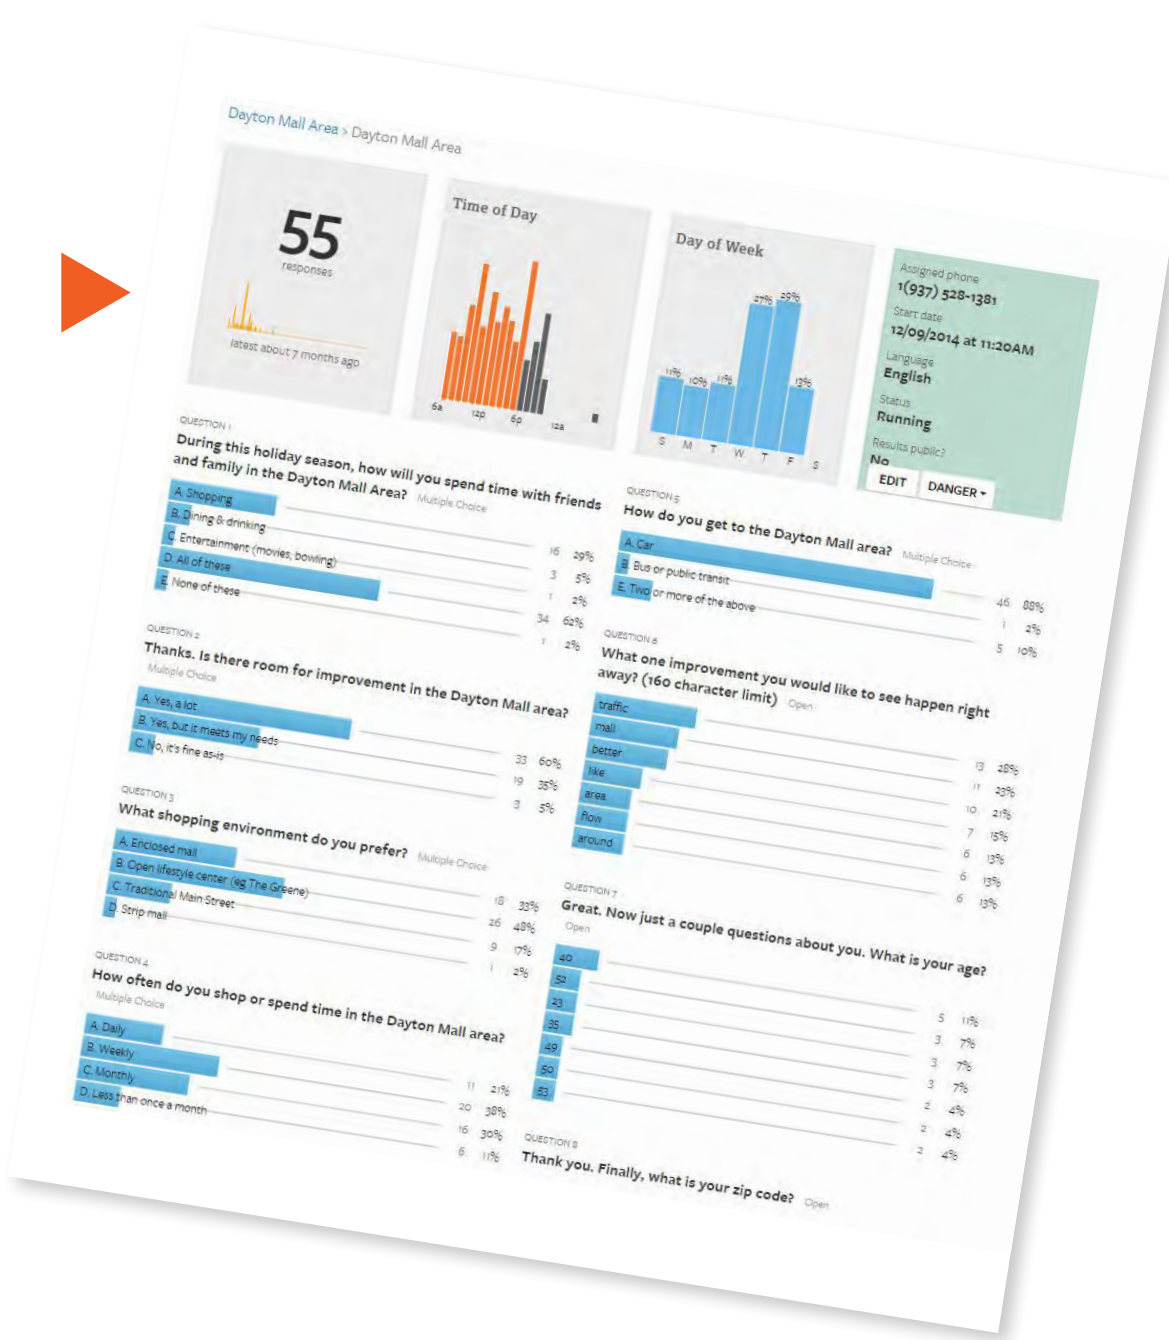 Dayton Mall Area > Dayton Mall Area
55
responses
latest about 7 months ago
Time of Day
6a 12p 6p 12a
Day of Week
11% 10% 11% 27% 29% 13%
S M T W T F S
Assigned phone
1(937) 528-1381
Start date
12/09/2014 at 11:20AM
Language
English
Status
Running
Results public?
No
EDIT DANGER
QUESTION 1
During this holiday season, how will you spend time with friends
and family in the Dayton Mall Area? Multiple Choice
A. Shopping 16 29%
B. Dining & drinking 3 5%
C. Entertainment (movies, bowling) 1 2%
D. All of these 34 62%
E. None of these 1 2%
QUESTION 2
Thanks. Is there room for improvement in the Dayton Mall area?
Multiple Choice
A. Yes, a lot 33 60%
B. Yes, but it meets my needs 19 35%
C. No, it's fine as-is 3 5%
QUESTION 3
What shopping environment do you prefer? Multiple Choice
A. Enclosed mall 18 33%
B. Open lifestyle center (eg The Greene) 26 48%
C. Traditional Main Street 9 17%
D. Strip mall 1 2%
QUESTION 4
How often do you shop or spend time in the Dayton Mall area?
Multiple Choice
A. Daily 11 21%
B. Weekly 20 38%
C. Monthly 16 30%
D. Less than once a month 6 11%
QUESTION 5
How do you get to the Dayton Mall area? Multiple Choice
A. Car 46 88%
B. Bus or public transit 1 2%
E. Two or more of the above 5 10%
QUESTION 6
What one improvement you would like to see happen right
away? (160 character limit) Open
traffic 13 28%
mall 11 23%
better 10 21%
like 7 15%
area 6 13%
flow 6 13%
around 6 13%
QUESTION 7
Great. Now just a couple questions about you. What is your age?
Open
40 5 11%
52 3 7%
23 3 7%
35 3 7%
49 2 4%
50 2 4%
53 2 4%
QUESTION 8
Thank you. Finally, what is your zip code? Open